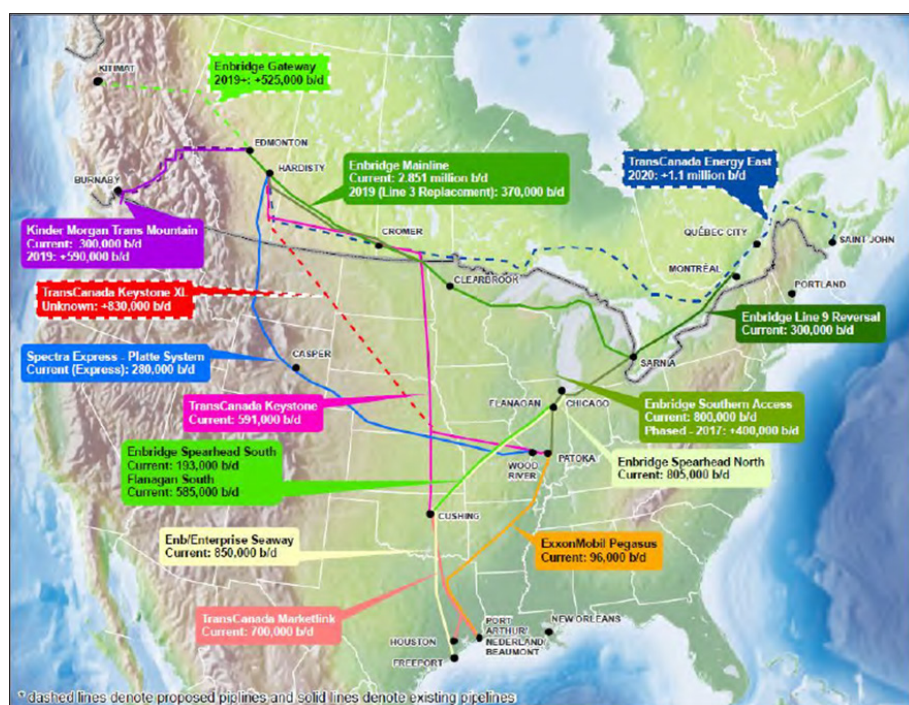 KITIMAT
Enbridge Gateway
2019+: +525,000 b/d
EDMONTON
HARDISTY
BURNABY
Enbridge Mainline
Current: 2.851 million b/d
2019 (Line 3 Replacement): 370,000 b/d
TransCanada Energy East
2020: +1.1 million b/d
Kinder Morgan Trans Mountain
Current: 300,000 b/d
2019: +590,000 b/d
CROMER
QUÉBEC CITY
SAINT JOHN
MONTRÉAL
CLEARBROOK
PORTLAND
TransCanada Keystone XL
Unknown: +830,000 b/d
Enbridge Line 9 Reversal
Current: 300,000 b/d
SARNIA
Spectra Express - Platte System
Current (Express): 280,000 b/d
CASPER
TransCanada Keystone
Current: 591,000 b/d
FLANAGAN
CHICAGO
Enbridge Southern Access
Current: 800,000 b/d
Phased - 2017: +400,000 b/d
Enbridge Spearhead South
Current: 193,000 b/d
Flanagan South
Current: 585,000 b/d
WOOD
RIVER
PATOKA
Enbridge Spearhead North
Current: 805,000 b/d
CUSHING
Enb/Enterprise Seaway
Current: 850,000 b/d
ExxonMobil Pegasus
Current: 96,000 b/d
TransCanada Marketlink
Current: 700,000 b/d
HOUSTON
FREEPORT
PORT
ARTHUR/
NEDERLAND/
BEAUMONT
NEW ORLEANS
* dashed lines denote proposed piplines and solid lines denote existing pipelines